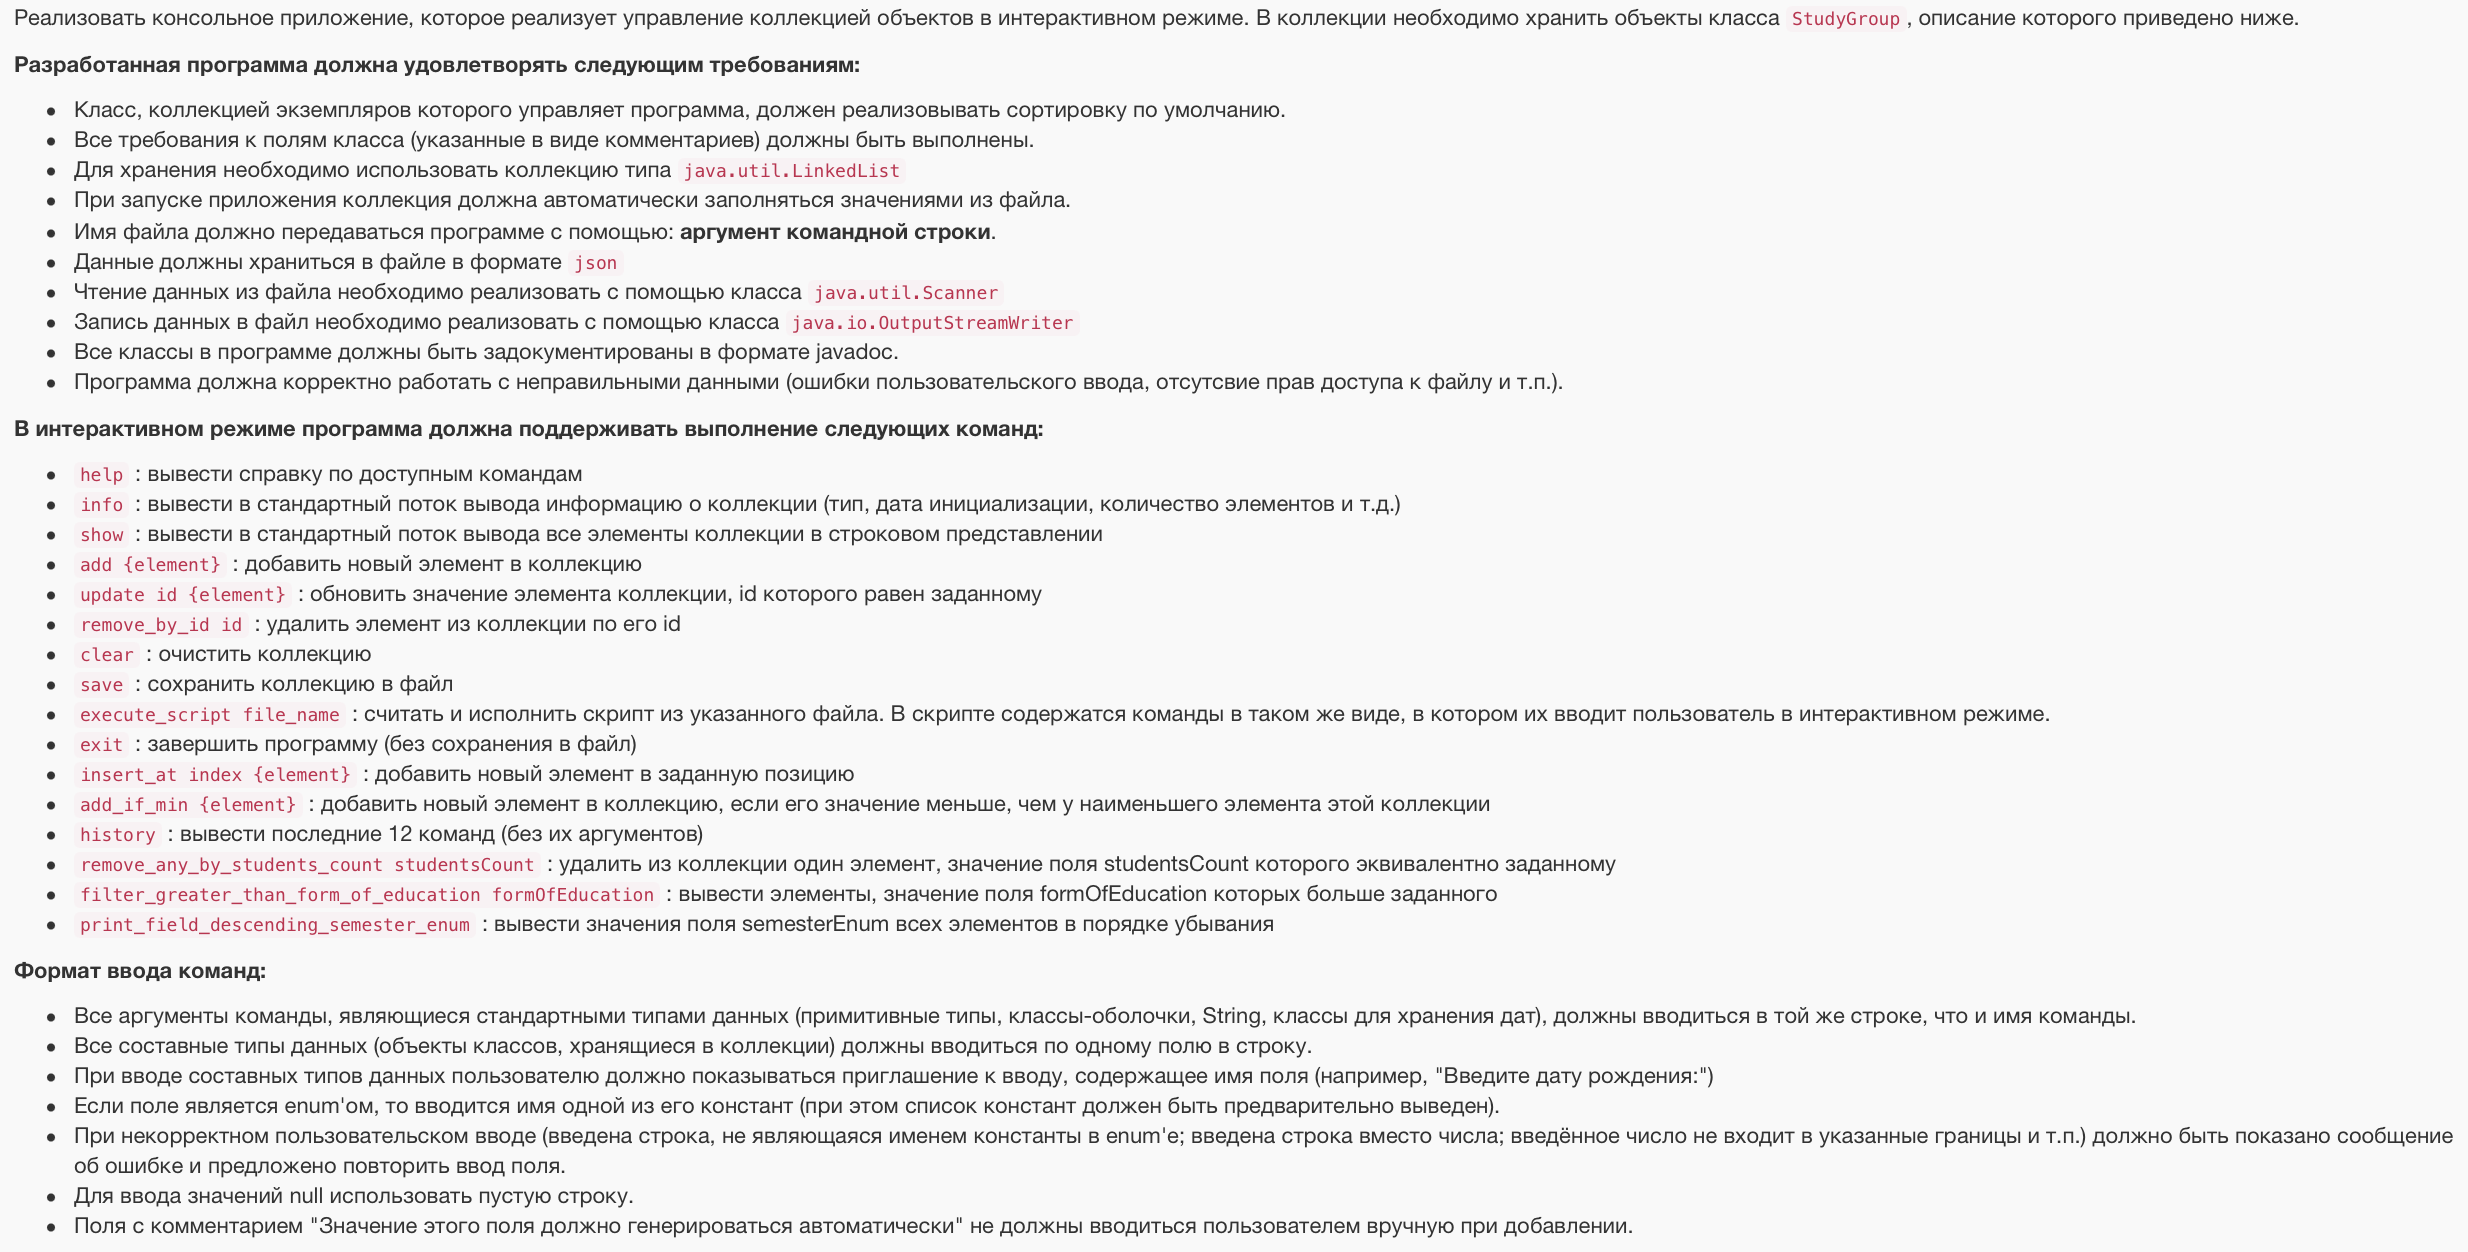 Реализовать консольное приложение, которое реализует управление коллекцией объектов в интерактивном режиме. В коллекции необходимо хранить объекты класса StudyGroup, описание которого приведено ниже.
Разработанная программа должна удовлетворять следующим требованиям:
• Класс, коллекцией экземпляров которого управляет программа, должен реализовывать сортировку по умолчанию.
• Все требования к полям класса (указанные в виде комментариев) должны быть выполнены.
• Для хранения необходимо использовать коллекцию типа java.util.LinkedList
• При запуске приложения коллекция должна автоматически заполняться значениями из файла.
• Имя файла должно передаваться программе с помощью: аргумент командной строки.
• Данные должны храниться в файле в формате json
• Чтение данных из файла необходимо реализовать с помощью класса java.util.Scanner
• Запись данных в файл необходимо реализовать с помощью класса java.io.OutputStreamWriter
• Все классы в программе должны быть задокументированы в формате javadoc.
• Программа должна корректно работать с неправильными данными (ошибки пользовательского ввода, отсутсвие прав доступа к файлу и т.п.).
В интерактивном режиме программа должна поддерживать выполнение следующих команд:
• help : вывести справку по доступным командам
• info : вывести в стандартный поток вывода информацию о коллекции (тип, дата инициализации, количество элементов и т.д.)
• show : вывести в стандартный поток вывода все элементы коллекции в строковом представлении
• add {element} : добавить новый элемент в коллекцию
• update id {element} : обновить значение элемента коллекции, id которого равен заданному
• remove_by_id id : удалить элемент из коллекции по его id
• clear : очистить коллекцию
• save : сохранить коллекцию в файл
• execute_script file_name : считать и исполнить скрипт из указанного файла. В скрипте содержатся команды в таком же виде, в котором их вводит пользователь в интерактивном режиме.
• exit : завершить программу (без сохранения в файл)
• insert_at index {element} : добавить новый элемент в заданную позицию
• add_if_min {element} : добавить новый элемент в коллекцию, если его значение меньше, чем у наименьшего элемента этой коллекции
• history : вывести последние 12 команд (без их аргументов)
• remove_any_by_students_count studentsCount : удалить из коллекции один элемент, значение поля studentsCount которого эквивалентно заданному
• filter_greater_than_form_of_education formOfEducation : вывести элементы, значение поля formOfEducation которых больше заданного
• print_field_descending_semester_enum : вывести значения поля semesterEnum всех элементов в порядке убывания
Формат ввода команд:
• Все аргументы команды, являющиеся стандартными типами данных (примитивные типы, классы-оболочки, String, классы для хранения дат), должны вводиться в той же строке, что и имя команды.
• Все составные типы данных (объекты классов, хранящиеся в коллекции) должны вводиться по одному полю в строку.
• При вводе составных типов данных пользователю должно показываться приглашение к вводу, содержащее имя поля (например, "Введите дату рождения:")
• Если поле является enum'ом, то вводится имя одной из его констант (при этом список констант должен быть предварительно выведен).
• При некорректном пользовательском вводе (введена строка, не являющаяся именем константы в enum'е; введена строка вместо числа; введённое число не входит в указанные границы и т.п.) должно быть показано сообщение
об ошибке и предложено повторить ввод поля.
• Для ввода значений null использовать пустую строку.
• Поля с комментарием "Значение этого поля должно генерироваться автоматически" не должны вводиться пользователем вручную при добавлении.